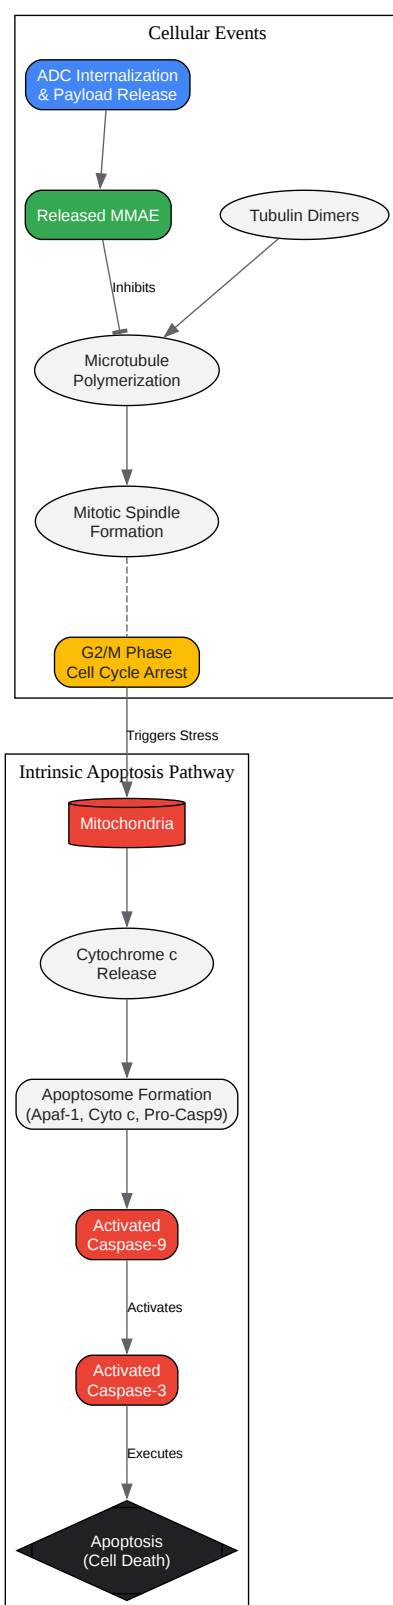 Cellular Events
ADC Internalization
& Payload Release
Released MMAE
Tubulin Dimers
Inhibits
Microtubule
Polymerization
Mitotic Spindle
Formation
G2/M Phase
Cell Cycle Arrest
Triggers Stress
Intrinsic Apoptosis Pathway
Mitochondria
Cytochrome c
Release
Apoptosome Formation
(Apaf-1, Cyto c, Pro-Casp9)
Activated
Caspase-9
Activates
Activated
Caspase-3
Executes
Apoptosis
(Cell Death)